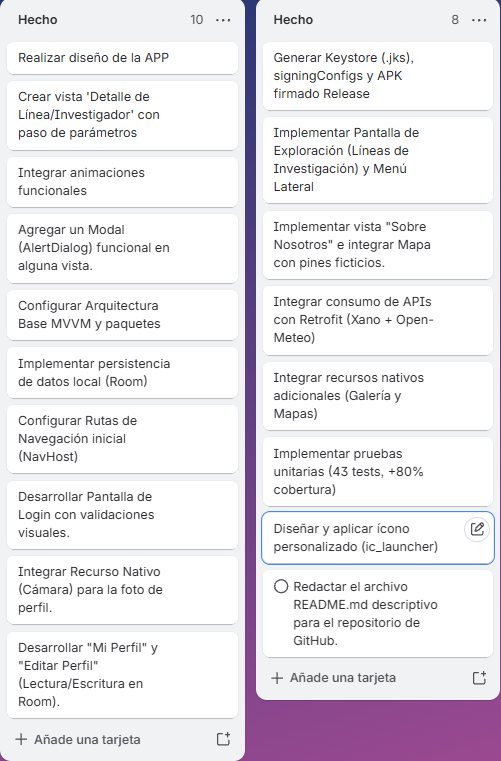 Hecho 10
Realizar diseño de la APP
Crear vista 'Detalle de
Línea/Investigador' con
paso de parámetros
Integrar animaciones
funcionales
Agregar un Modal
(AlertDialog) funcional en
alguna vista.
Configurar Arquitectura
Base MVVM y paquetes
Implementar persistencia
de datos local (Room)
Configurar Rutas de
Navegación inicial
(NavHost)
Desarrollar Pantalla de
Login con validaciones
visuales.
Integrar Recurso Nativo
(Cámara) para la foto de
perfil.
Desarrollar "Mi Perfil" y
"Editar Perfil"
(Lectura/Escritura en
Room).
Añade una tarjeta
Hecho 8
Generar Keystore (.jks),
signingConfigs y APK
firmado Release
Implementar Pantalla de
Exploración (Líneas de
Investigación) y Menú
Lateral
Implementar vista "Sobre
Nosotros" e integrar Mapa
con pines ficticios.
Integrar consumo de APIs
con Retrofit (Xano + Open-
Meteo)
Integrar recursos nativos
adicionales (Galería y
Mapas)
Implementar pruebas
unitarias (43 tests, +80%
cobertura)
Diseñar y aplicar ícono
personalizado (ic_launcher)
Redactar el archivo
README.md descriptivo
para el repositorio de
GitHub.
Añade una tarjeta